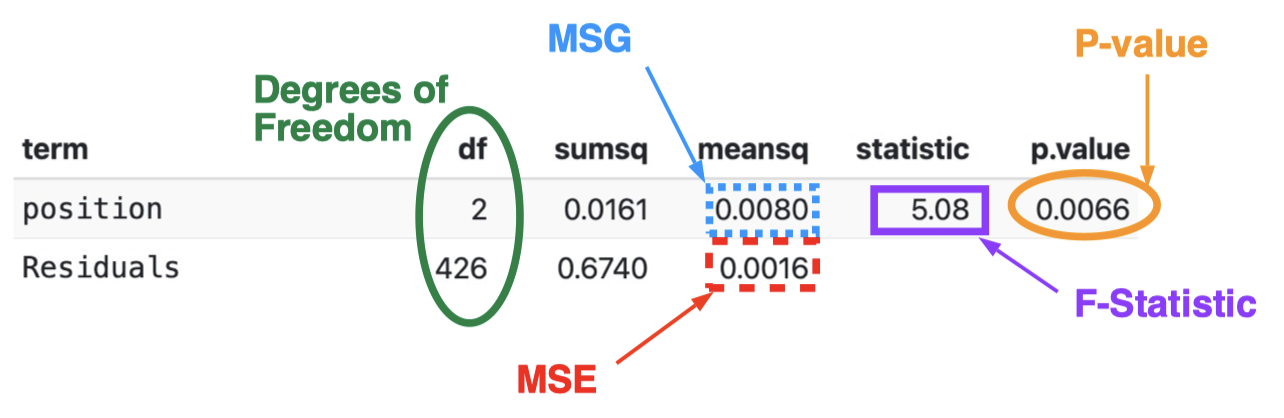 MSG
P-value
Degrees of
Freedom
term df sumsq meansq statistic p.value
position 2 0.0161 0.0080 5.08 0.0066
Residuals 426 0.6740 0.0016
F-Statistic
MSE